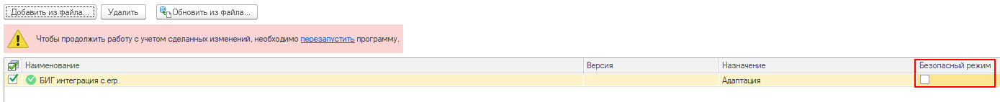 Добавить из файла... Удалить Обновить из файла...
Чтобы продолжить работу с учетом сделанных изменений, необходимо перезапустить программу.
Наименование Версия Назначение Безопасный режим
БИГ интеграция с erp Адаптация